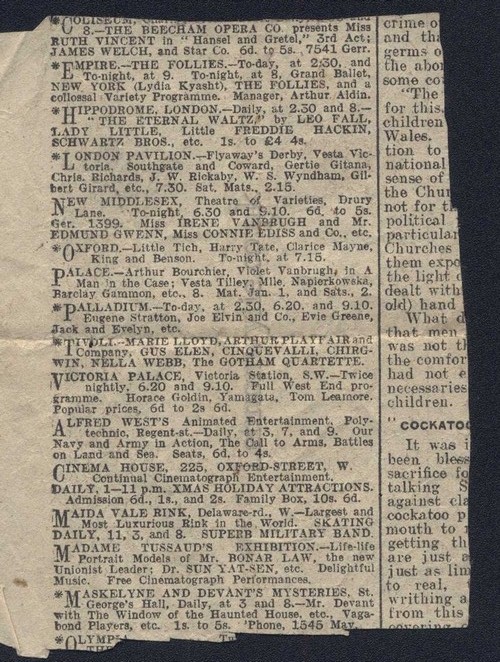 *COLISEUM,
8.—THE BEECHAM OPERA CO. presents Miss
RUTH VINCENT in "Hansel and Gretel," 3rd Act;
JAMES WELCH, and Star Co. 6d. to 5s. 7541 Gerr.
*EMPIRE.—THE FOLLIES.—To-day, at 2.30, and
To-night, at 9. To-night, at 8, Grand Ballet,
NEW YORK (Lydia Kyasht), THE FOLLIES, and a
collossal Variety Programme. Manager, Arthur Aldin.
*HIPPODROME, LONDON.—Daily, at 2.30 and 8.—
"THE ETERNAL WALTZ," by LEO FALL,
LADY LITTLE, Little FREDDIE HACKIN,
SCHWARTZ BROS., etc. 1s. to £4 4s.
*LONDON PAVILION.—Flyaway's Derby, Vesta Vic-
toria. Southgate and Coward, Gertie Gitana,
Chris. Richards, J. W. Rickaby, W. S. Wyndham, Gil-
bert Girard, etc., 7.30. Sat. Mats., 2.15.
NEW MIDDLESEX, Theatre of Varieties, Drury
Lane. To-night, 6.30 and 9.10. 6d. to 5s.
Ger. 1399. Miss IRENE VANBRUGH and Mr.
EDMUND GWENN, Miss CONNIE EDISS and Co., etc.
*OXFORD.—Little Tich, Harry Tate, Clarice Mayne,
King and Benson. To-night, at 7.15.
PALACE.—Arthur Bourchier, Violet Vanbrugh, in A
Man in the Case; Vesta Tilley, Mlle. Napierkowska,
Barclay Gammon, etc., 8. Mat. Jan. 1, and Sats., 2.
*PALLADIUM.—To-day, at 2.30, 6.20, and 9.10.
Eugene Stratton, Joe Elvin and Co., Evie Greene,
Jack and Evelyn, etc.
*TIVOLI.—MARIE LLOYD, ARTHUR PLAYFAIR and
Company, GUS ELEN, CINQUEVALLI, CHIRG-
WIN, NELLA WEBB, The GOTHAM QUARTETTE.
VICTORIA PALACE, Victoria Station, S.W.—Twice
nightly, 6.20 and 9.10. Full West End pro-
gramme. Horace Goldin, Yamagata, Tom Leamore.
Popular prices, 6d to 2s 6d.
ALFRED WEST'S Animated Entertainment, Poly-
technic, Regent-st.—Daily, at 3, 7, and 9. Our
Navy and Army in Action, The Call to Arms, Battles
on Land and Sea. Seats, 6d. to 4s.
CINEMA HOUSE, 225, OXFORD-STREET, W.
Continual Cinematograph Entertainment.
DAILY, 1—11 p.m. XMAS HOLIDAY ATTRACTIONS.
Admission 6d., 1s., and 2s. Family Box, 10s. 6d.
MAIDA VALE RINK, Delaware-rd., W.—Largest and
Most Luxurious Rink in the World. SKATING
DAILY, 11, 3, and 8. SUPERB MILITARY BAND.
MADAME TUSSAUD'S EXHIBITION.—Life-like
Portrait Models of Mr. BONAR LAW, the new
Unionist Leader; Dr. SUN YAT-SEN, etc. Delightful
Music. Free Cinematograph Performances.
*MASKELYNE AND DEVANT'S MYSTERIES, St.
George's Hall, Daily, at 3 and 8.—Mr. Devant
with The Window of the Haunted House, etc., Vaga-
bond Players, etc. 1s. to 5s. 'Phone, 1545 May.
*OLYMP
crime o
and th
germs o
the abo
some co
"The
for this
children
Wales.
tion to
national
sense of
the Chur
not for t
political
particular
Churches
them expo
the light o
dealt with
old) hand
What d
that men
was not t
the comfor
had not e
necessaries
children.
"COCKATOO
It was i
been bless
sacrifice fo
talking S
against cla
cockatoo p
mouth to
getting th
are just a
just as lim
to real,
writhing a
from this
covering o